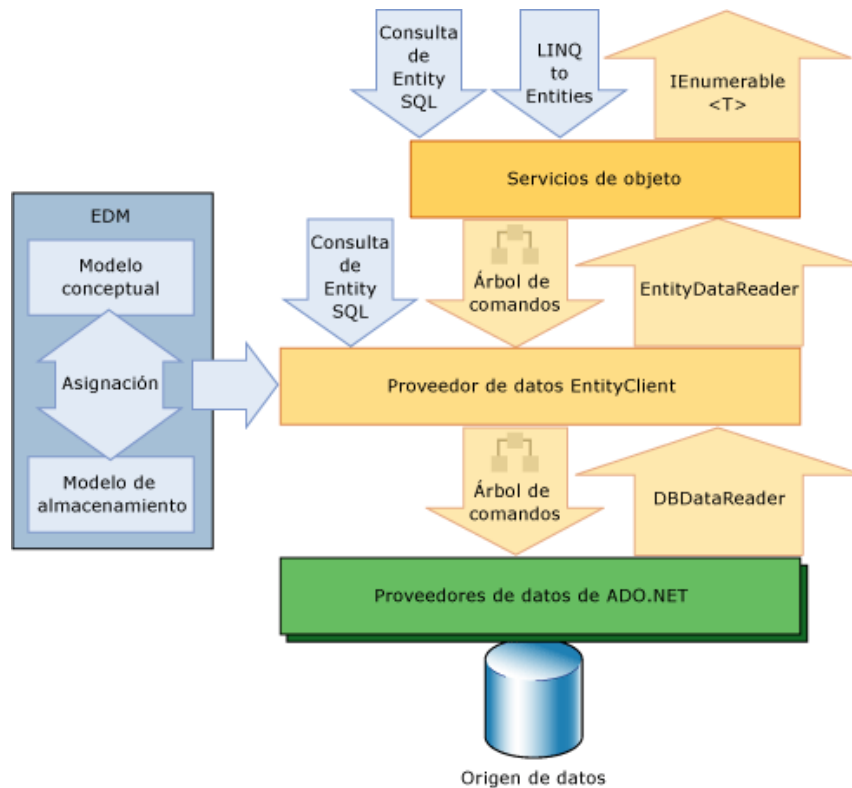 Consulta
de
Entity
SQL
LINQ
to
Entities
IEnumerable
<T>
Servicios de objeto
EDM
Modelo
conceptual
Asignación
Modelo de
almacenamiento
Consulta
de
Entity
SQL
Árbol de
comandos
EntityDataReader
Proveedor de datos EntityClient
Árbol de
comandos
DBDataReader
Proveedores de datos de ADO.NET
Origen de datos